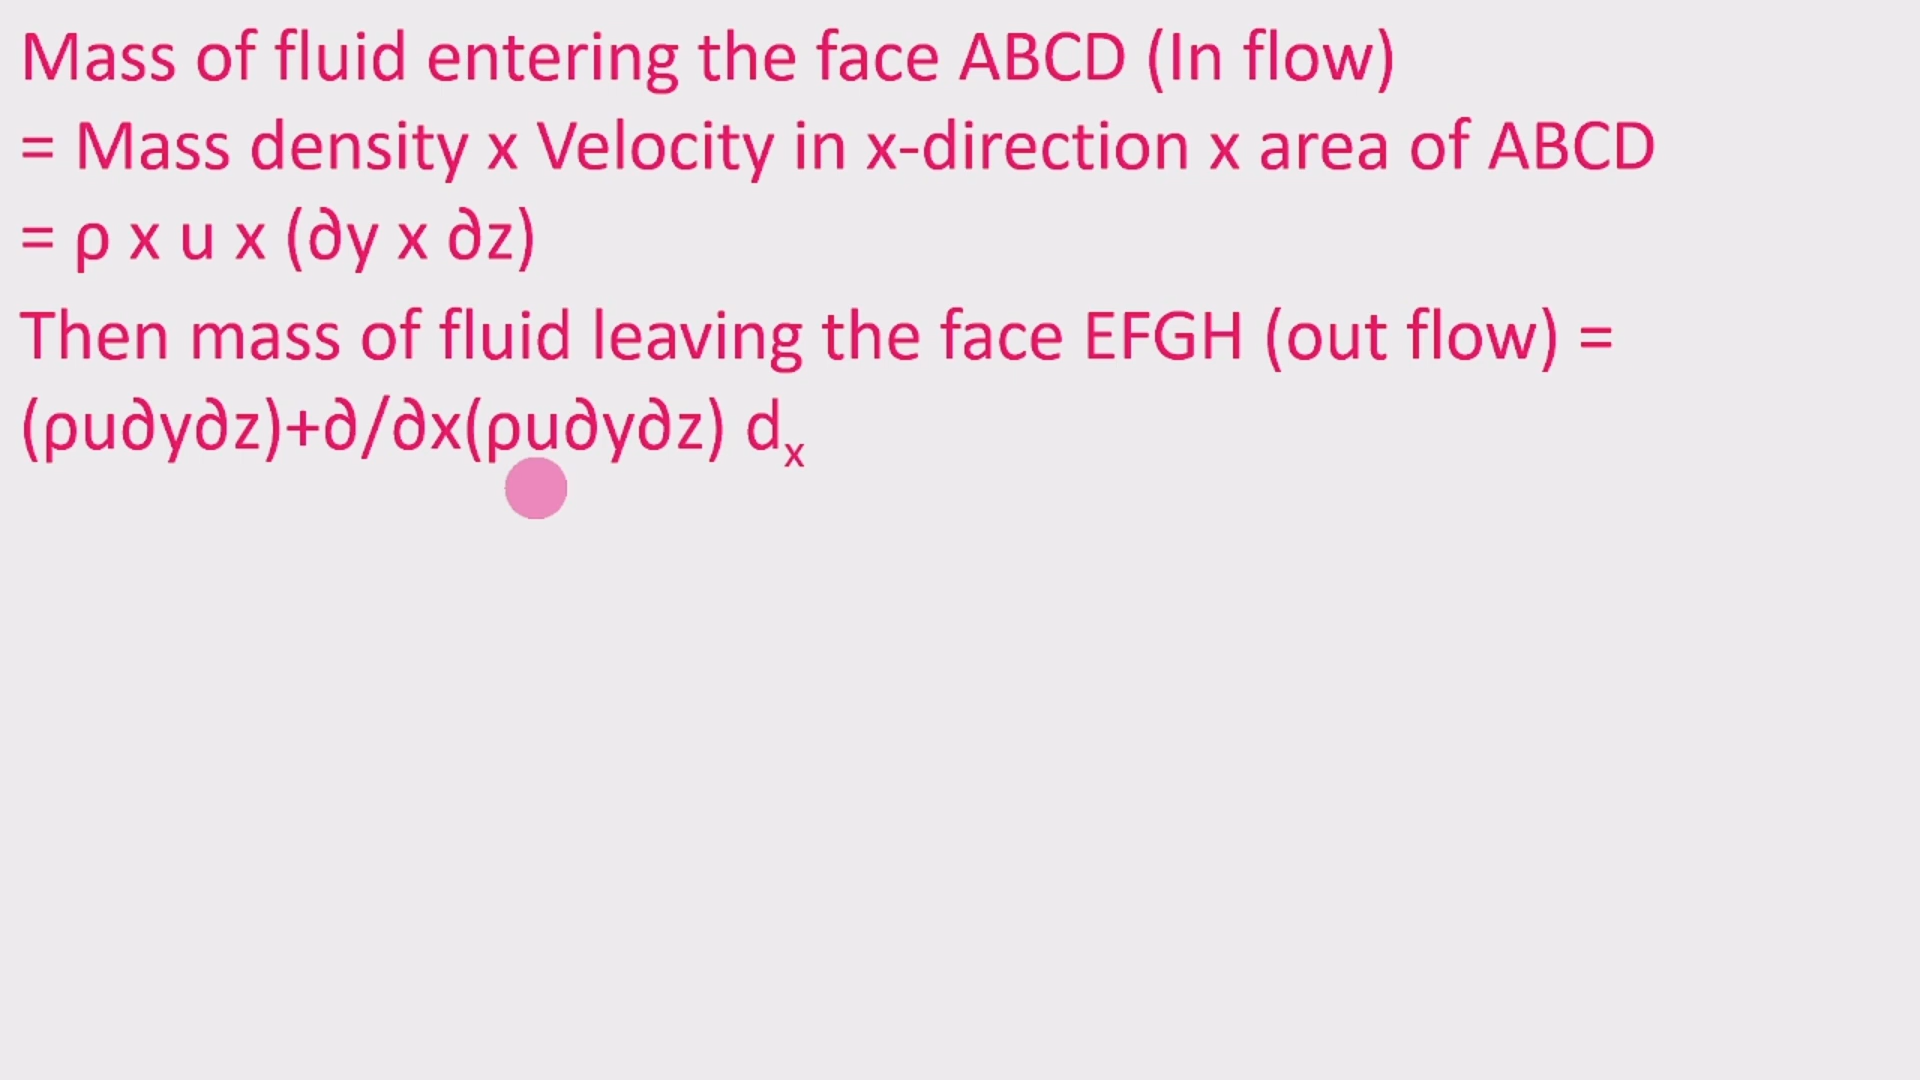 Mass of fluid entering the face ABCD (In flow)
= Mass density x Velocity in x-direction x area of ABCD
= ρ x u x (∂y x ∂z)
Then mass of fluid leaving the face EFGH (out flow) =
(ρu∂y∂z)+∂/∂x(ρu∂y∂z) dₓ